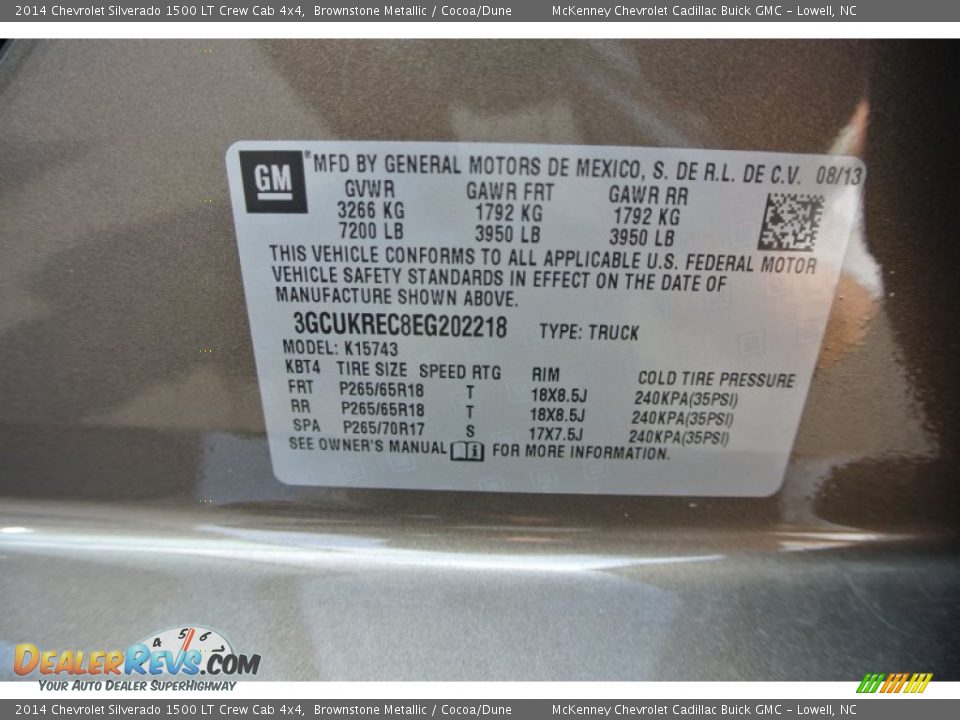 2014 Chevrolet Silverado 1500 LT Crew Cab 4x4, Brownstone Metallic / Cocoa/Dune McKenney Chevrolet Cadillac Buick GMC – Lowell, NC
GM *MFD BY GENERAL MOTORS DE MEXICO, S. DE R.L. DE C.V. 08/13
GVWR GAWR FRT GAWR RR
3266 KG 1792 KG 1792 KG
7200 LB 3950 LB 3950 LB
THIS VEHICLE CONFORMS TO ALL APPLICABLE U.S. FEDERAL MOTOR
VEHICLE SAFETY STANDARDS IN EFFECT ON THE DATE OF
MANUFACTURE SHOWN ABOVE.
3GCUKREC8EG202218 TYPE: TRUCK
MODEL: K15743
KBT4 TIRE SIZE SPEED RTG RIM COLD TIRE PRESSURE
FRT P265/65R18 T 18X8.5J 240KPA(35PSI)
RR P265/65R18 T 18X8.5J 240KPA(35PSI)
SPA P265/70R17 S 17X7.5J 240KPA(35PSI)
SEE OWNER'S MANUAL i FOR MORE INFORMATION.
4 5 6
DEALERREVS.COM
YOUR AUTO DEALER SUPERHIGHWAY
2014 Chevrolet Silverado 1500 LT Crew Cab 4x4, Brownstone Metallic / Cocoa/Dune McKenney Chevrolet Cadillac Buick GMC – Lowell, NC